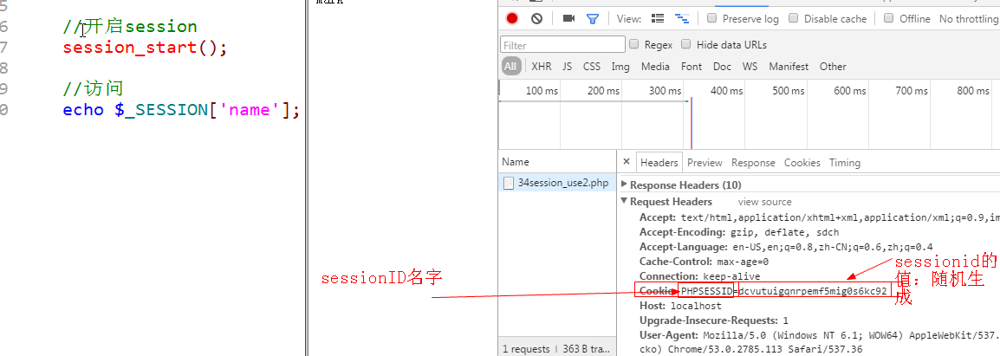 //开启session
session_start();
//访问
echo $_SESSION['name'];
View:
Preserve log
Disable cache
Offline
No throttling
Filter
Regex
Hide data URLs
All
XHR
JS
CSS
Img
Media
Font
Doc
WS
Manifest
Other
100 ms
200 ms
300 ms
400 ms
500 ms
600 ms
700 ms
800 ms
Name
× Headers Preview Response Cookies Timing
34session_use2.php
Response Headers (10)
Request Headers view source
Accept: text/html,application/xhtml+xml,application/xml;q=0.9,im
Accept-Encoding: gzip, deflate, sdch
Accept-Language: en-US,en;q=0.8,zh-CN;q=0.6,zh;q=0.4
Cache-Control: max-age=0
Connection: keep-alive
Cookie: PHPSESSID=dcvutuigqnrpemf5mig0s6kc92
Host: localhost
Upgrade-Insecure-Requests: 1
User-Agent: Mozilla/5.0 (Windows NT 6.1; WOW64) AppleWebKit/537.
cko) Chrome/53.0.2785.113 Safari/537.36
sessionID名字
sessionid的
值：随机生
成
1 requests | 363 B tra...